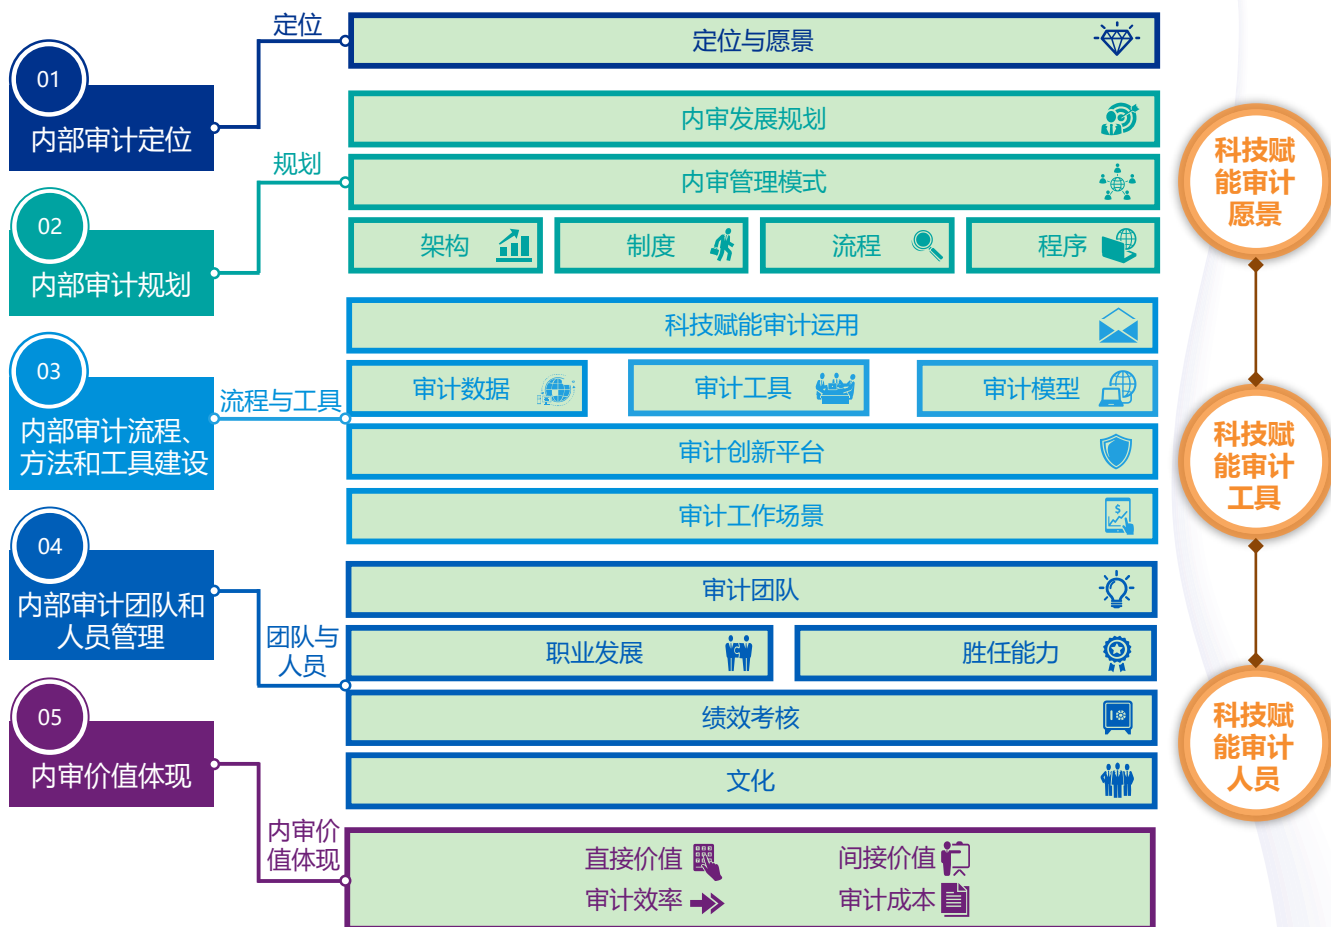 01
内部审计定位
定位
定位与愿景
02
内部审计规划
规划
内审发展规划
内审管理模式
架构
制度
流程
程序
03
内部审计流程、
方法和工具建设
流程与工具
科技赋能审计运用
审计数据
审计工具
审计模型
审计创新平台
审计工作场景
04
内部审计团队和
人员管理
团队与
人员
审计团队
职业发展
胜任能力
绩效考核
文化
05
内审价值体现
内审价
值体现
直接价值
间接价值
审计效率
审计成本
科技赋
能审计
愿景
科技赋
能审计
工具
科技赋
能审计
人员